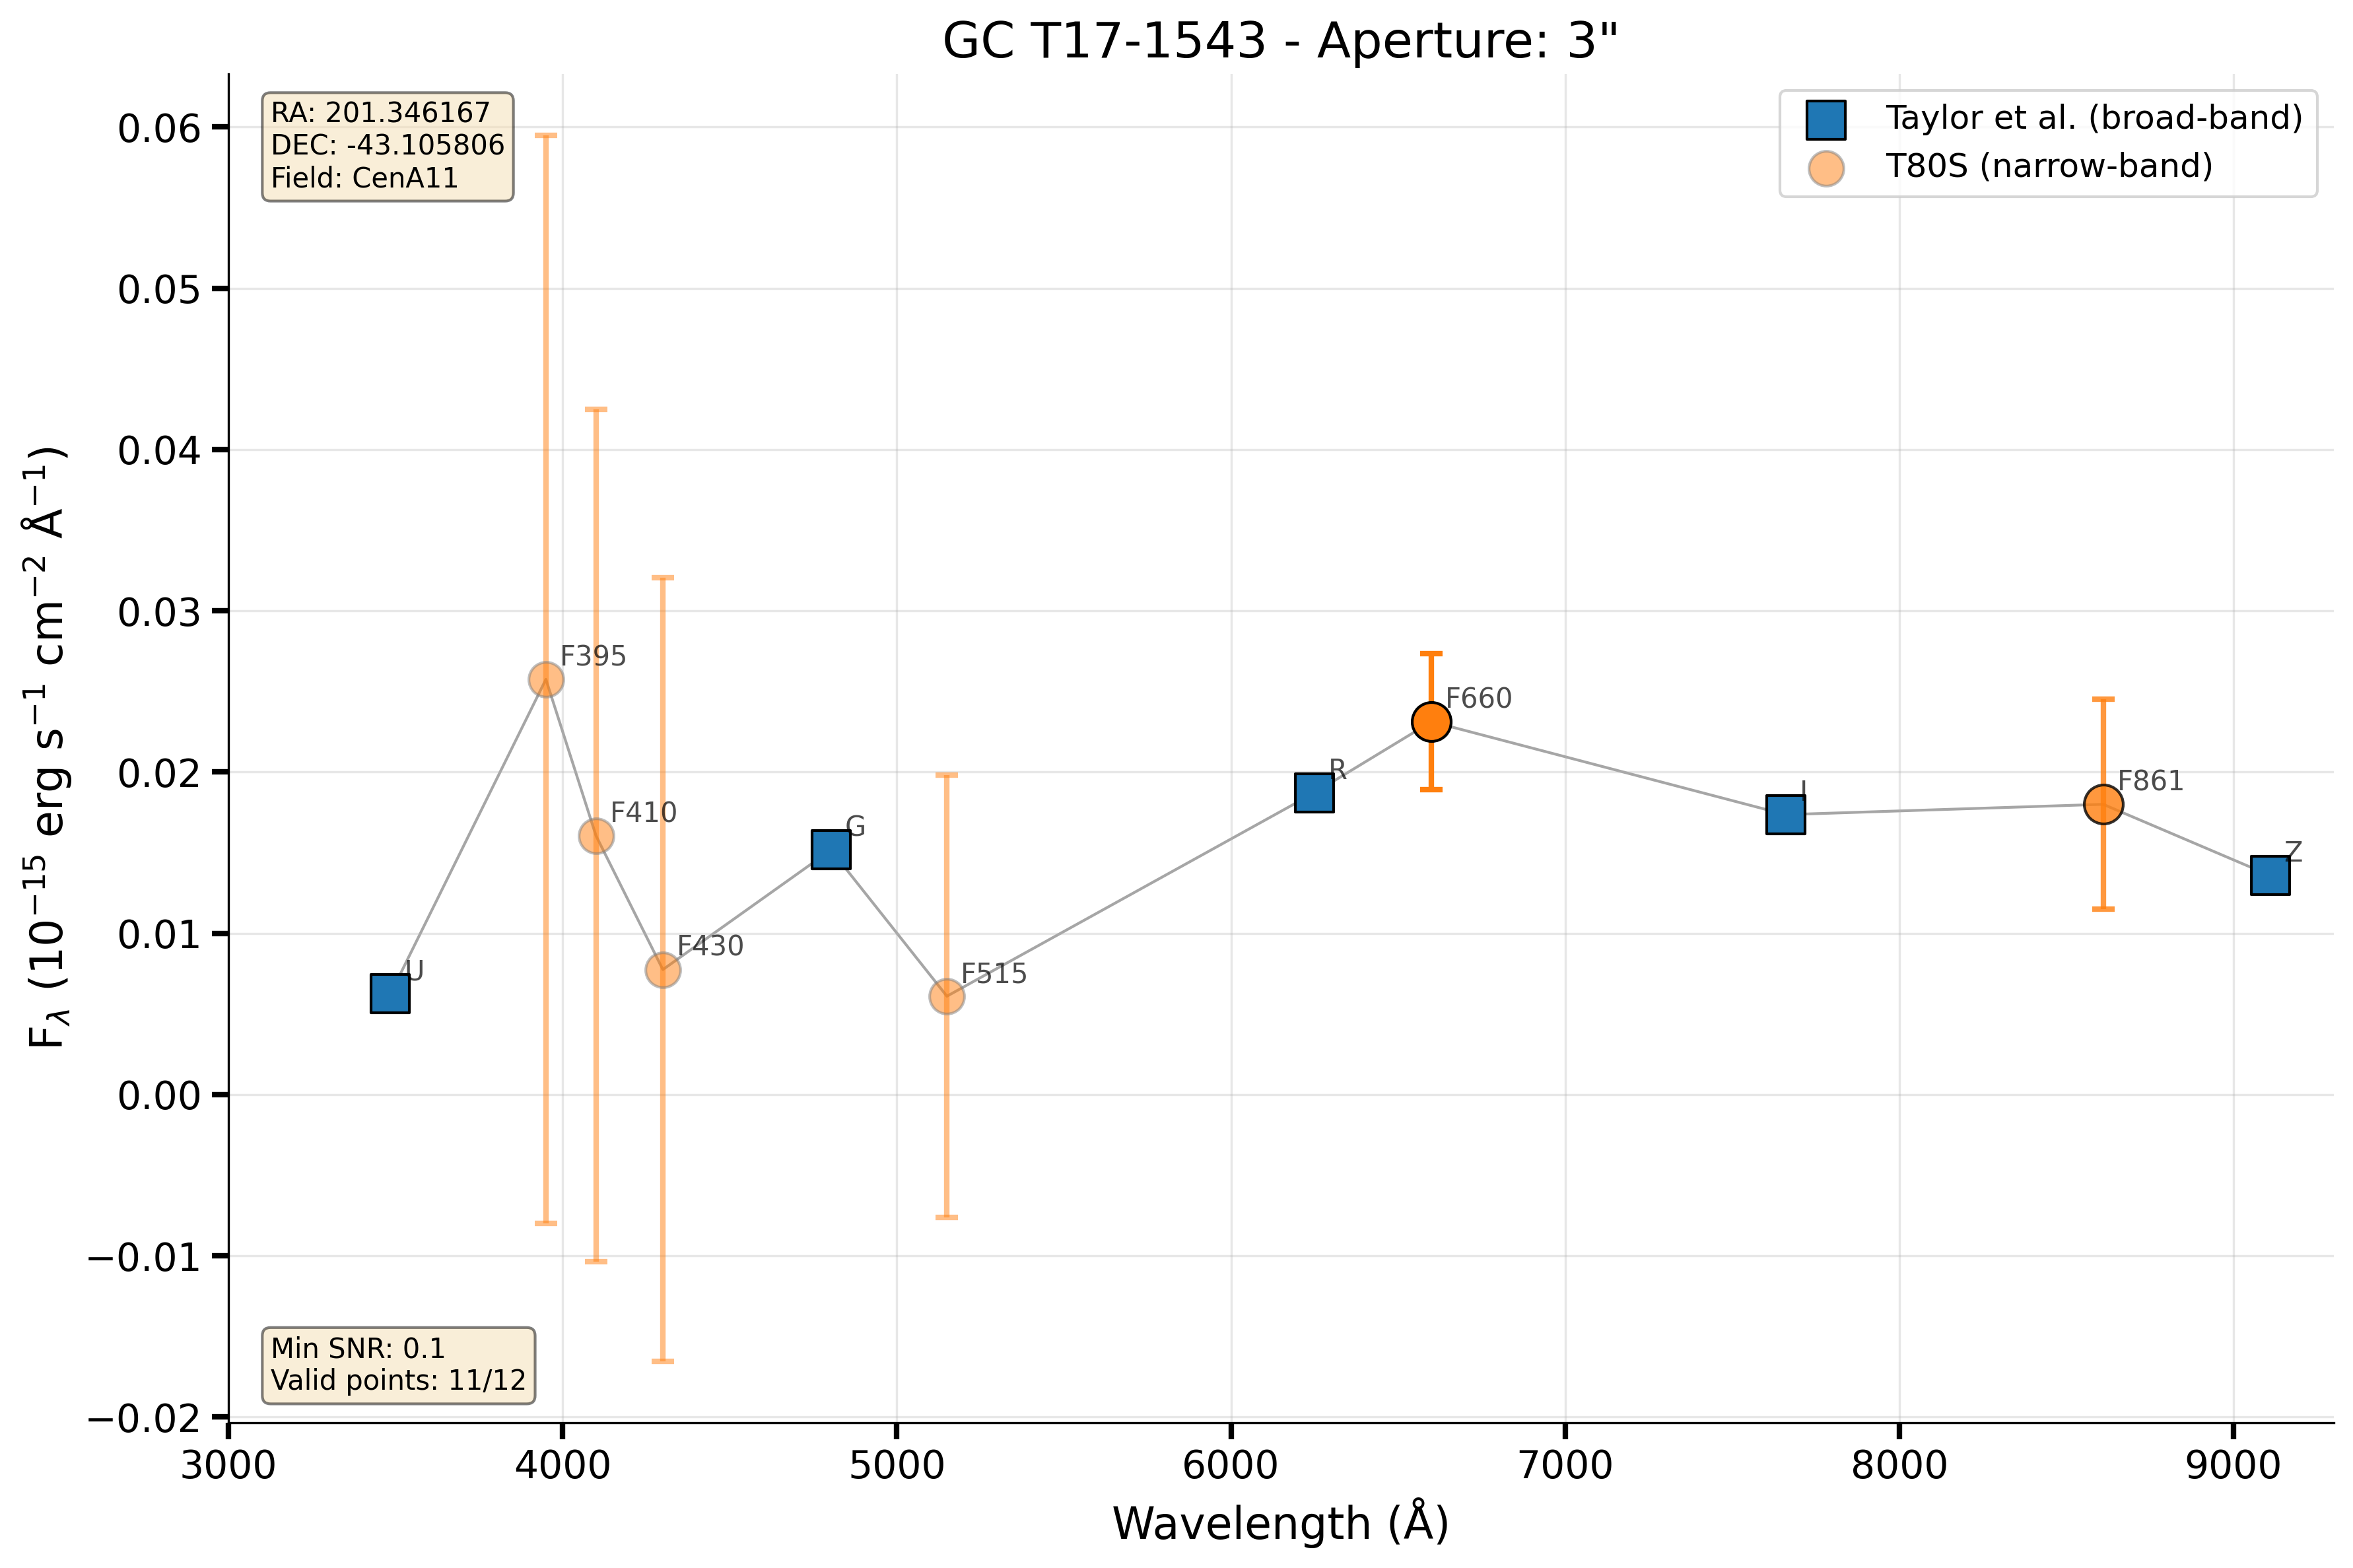 GC T17-1543 - Aperture: 3"
RA: 201.346167
DEC: -43.105806
Field: CenA11
Taylor et al. (broad-band)
T80S (narrow-band)
0.06
0.05
0.04
0.03
0.02
0.01
0.00
−0.01
−0.02
F_λ (10⁻¹⁵ erg s⁻¹ cm⁻² Å⁻¹)
U
F395
F410
F430
G
F515
R
F660
I
F861
Z
Min SNR: 0.1
Valid points: 11/12
3000 4000 5000 6000 7000 8000 9000
Wavelength (Å)